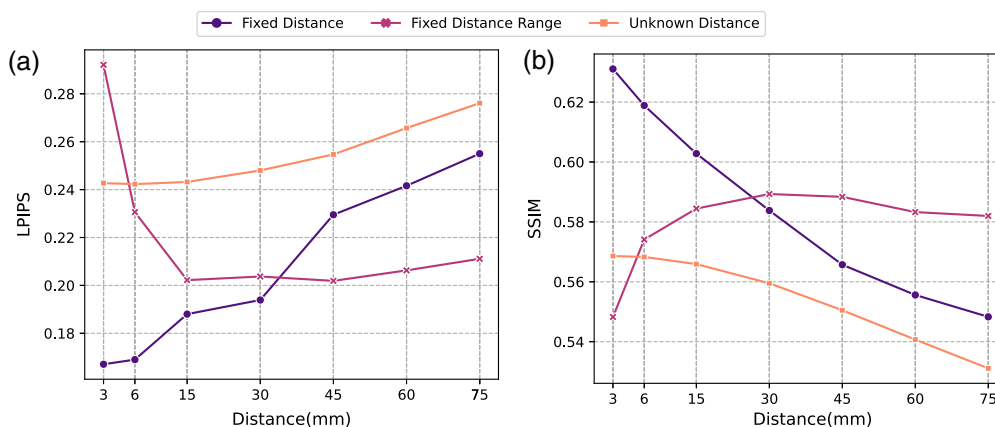 Fixed Distance Fixed Distance Range Unknown Distance
(a)
LPIPS
0.28
0.26
0.24
0.22
0.20
0.18
3 6 15 30 45 60 75
Distance(mm)
(b)
SSIM
0.62
0.60
0.58
0.56
0.54
3 6 15 30 45 60 75
Distance(mm)